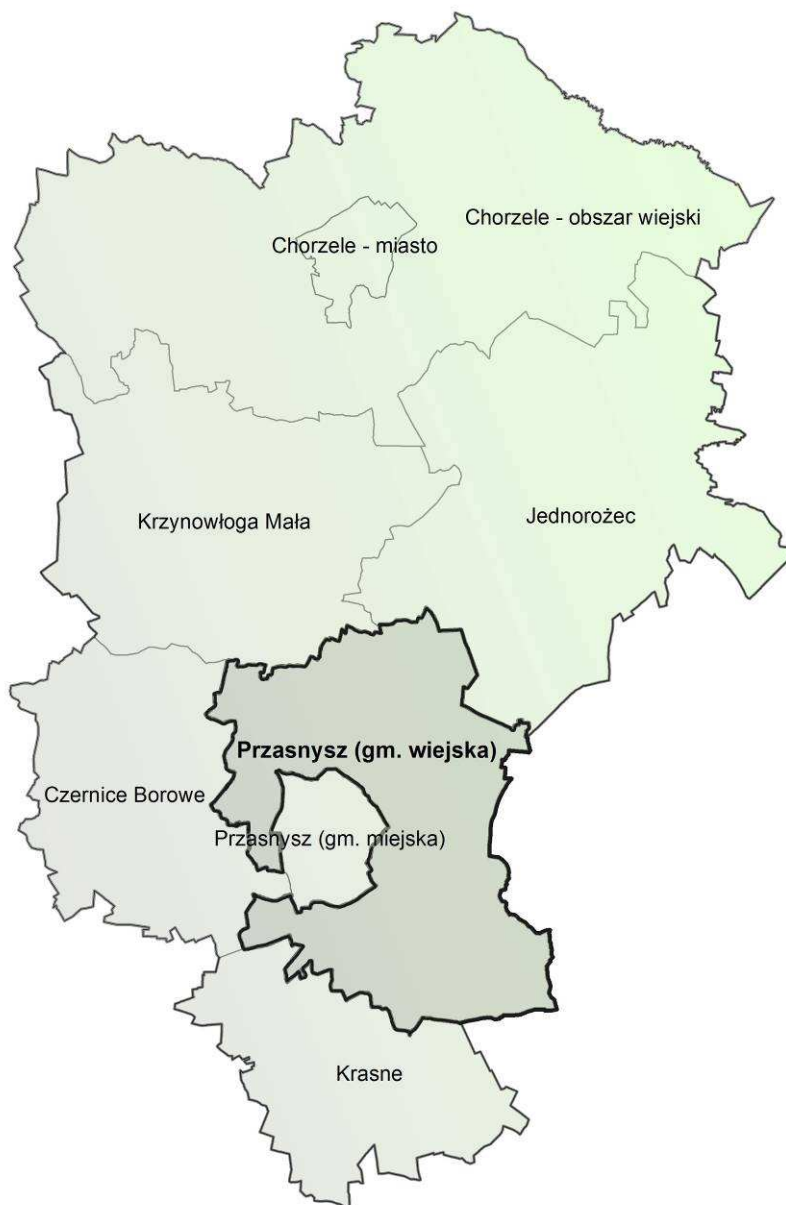 Chorzele - obszar wiejski
Chorzele - miasto
Krzynowłoga Mała
Jednorożec
Przasnysz (gm. wiejska)
Czernice Borowe
Przasnysz (gm. miejska)
Krasne